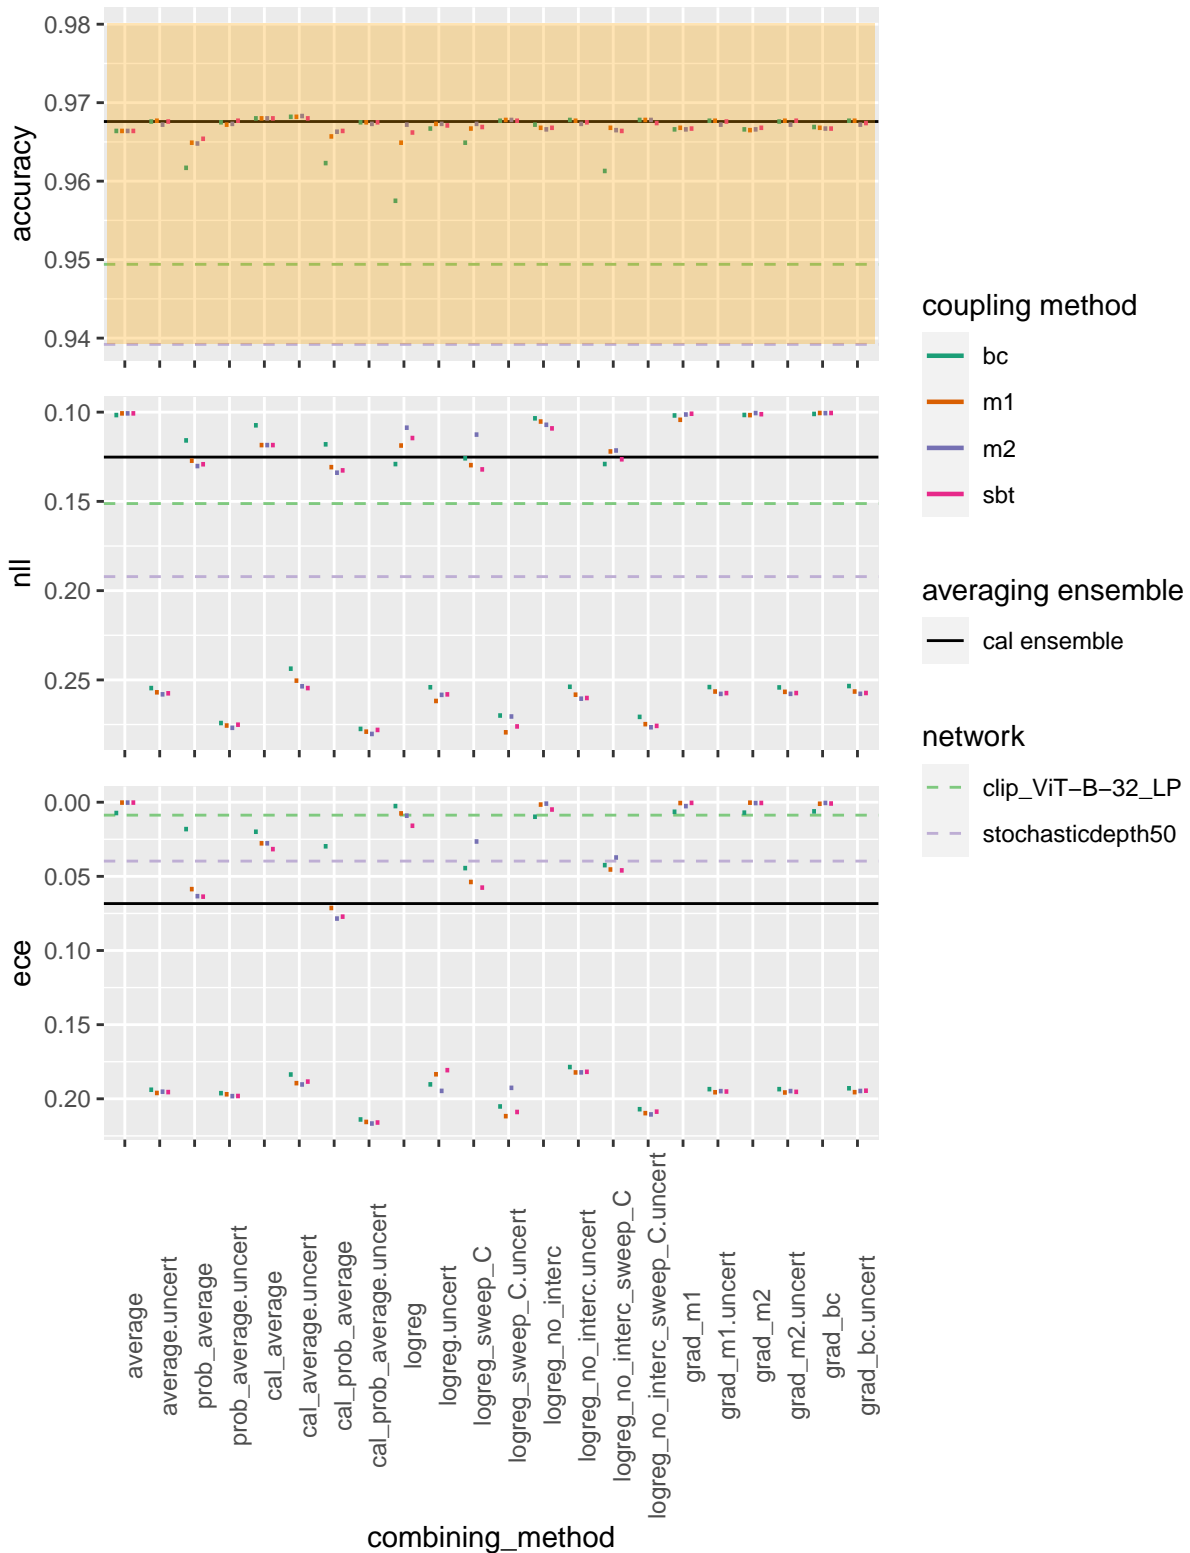 0.98
0.97
0.96
0.95
0.94
accuracy
0.10
0.15
0.20
0.25
nll
0.00
0.05
0.10
0.15
0.20
ece
average
average.uncert
prob_average
prob_average.uncert
cal_average
cal_average.uncert
cal_prob_average
cal_prob_average.uncert
logreg
logreg.uncert
logreg_sweep_C
logreg_sweep_C.uncert
logreg_no_interc
logreg_no_interc.uncert
logreg_no_interc_sweep_C
logreg_no_interc_sweep_C.uncert
grad_m1
grad_m1.uncert
grad_m2
grad_m2.uncert
grad_bc
grad_bc.uncert
combining_method
coupling method
bc
m1
m2
sbt
averaging ensemble
cal ensemble
network
clip_ViT−B−32_LP
stochasticdepth50